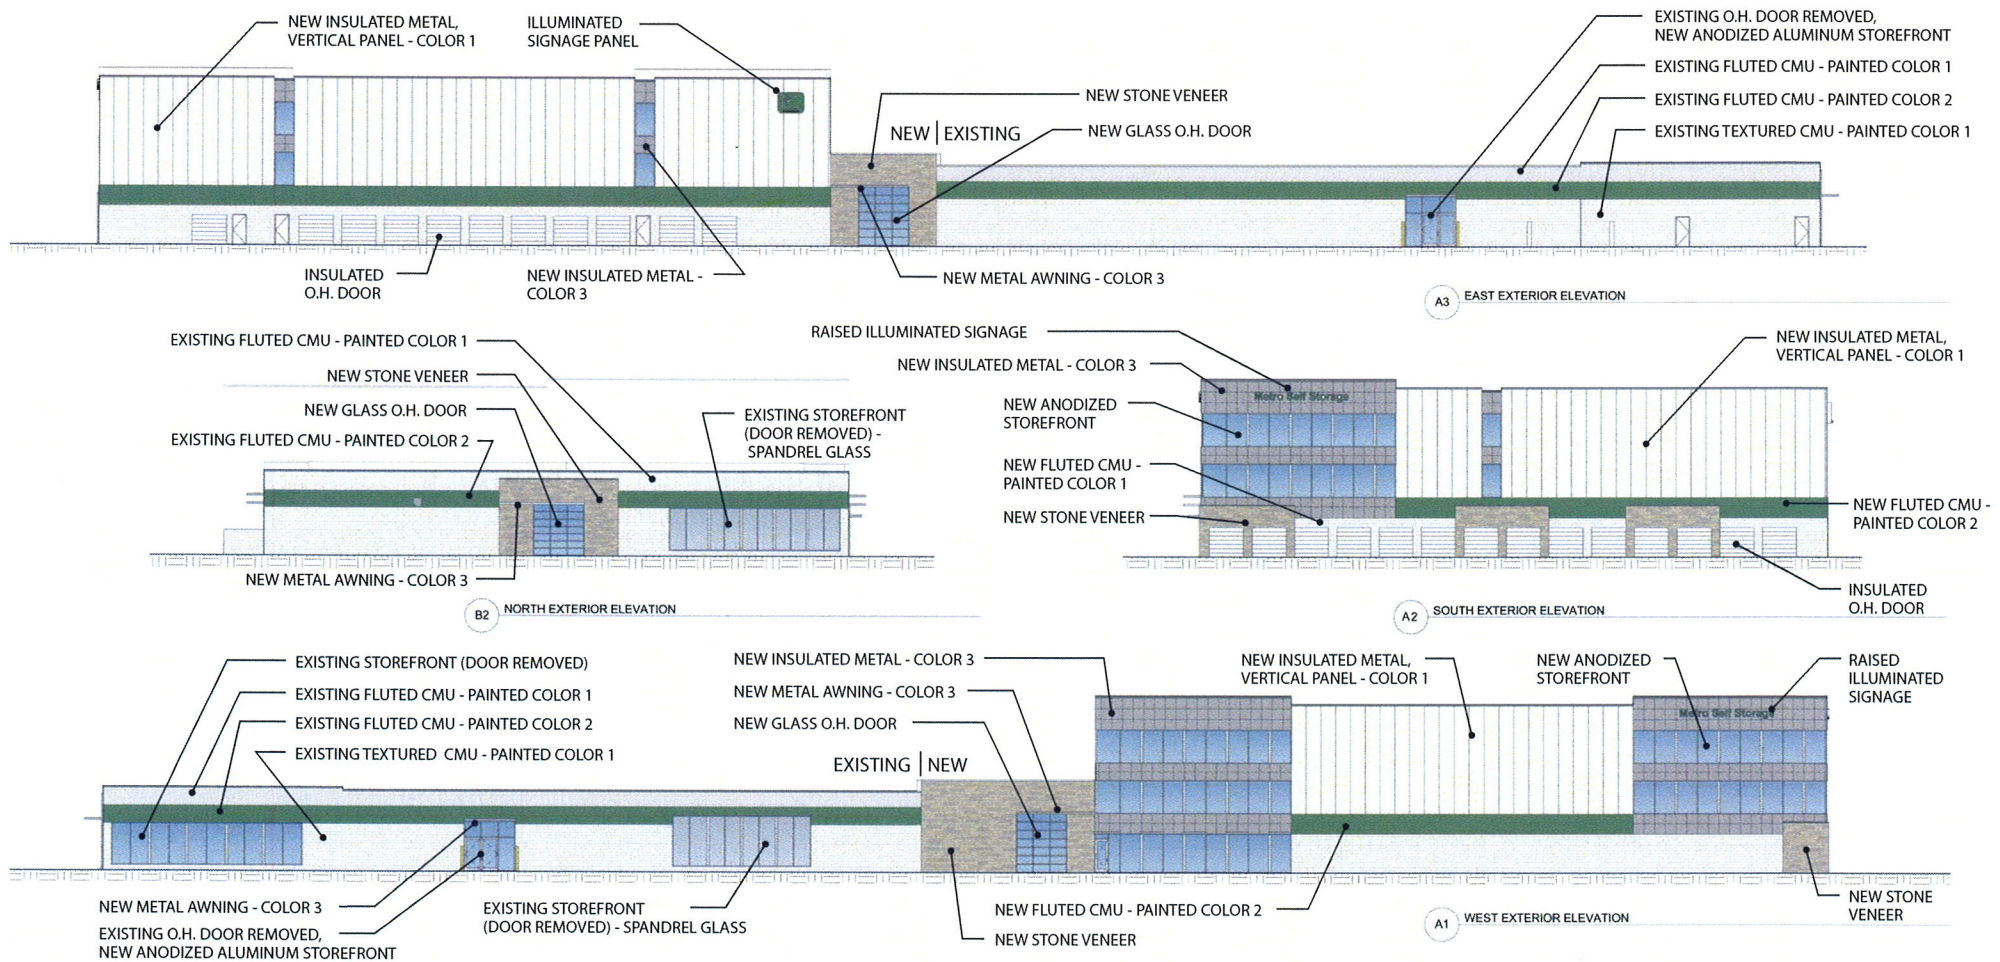 NEW INSULATED METAL,
VERTICAL PANEL - COLOR 1
ILLUMINATED
SIGNAGE PANEL
EXISTING O.H. DOOR REMOVED,
NEW ANODIZED ALUMINUM STOREFRONT
EXISTING FLUTED CMU - PAINTED COLOR 1
EXISTING FLUTED CMU - PAINTED COLOR 2
EXISTING TEXTURED CMU - PAINTED COLOR 1
NEW STONE VENEER
NEW GLASS O.H. DOOR
NEW | EXISTING
INSULATED
O.H. DOOR
NEW INSULATED METAL -
COLOR 3
NEW METAL AWNING - COLOR 3
A3 EAST EXTERIOR ELEVATION
EXISTING FLUTED CMU - PAINTED COLOR 1
NEW STONE VENEER
NEW GLASS O.H. DOOR
EXISTING FLUTED CMU - PAINTED COLOR 2
EXISTING STOREFRONT
(DOOR REMOVED) -
SPANDREL GLASS
NEW METAL AWNING - COLOR 3
B2 NORTH EXTERIOR ELEVATION
RAISED ILLUMINATED SIGNAGE
NEW INSULATED METAL - COLOR 3
NEW ANODIZED
STOREFRONT
NEW FLUTED CMU -
PAINTED COLOR 1
NEW STONE VENEER
Metro Self Storage
NEW INSULATED METAL,
VERTICAL PANEL - COLOR 1
NEW FLUTED CMU -
PAINTED COLOR 2
INSULATED
O.H. DOOR
A2 SOUTH EXTERIOR ELEVATION
EXISTING STOREFRONT (DOOR REMOVED)
EXISTING FLUTED CMU - PAINTED COLOR 1
EXISTING FLUTED CMU - PAINTED COLOR 2
EXISTING TEXTURED CMU - PAINTED COLOR 1
NEW INSULATED METAL - COLOR 3
NEW METAL AWNING - COLOR 3
NEW GLASS O.H. DOOR
EXISTING | NEW
NEW INSULATED METAL,
VERTICAL PANEL - COLOR 1
NEW ANODIZED
STOREFRONT
RAISED
ILLUMINATED
SIGNAGE
Metro Self Storage
NEW METAL AWNING - COLOR 3
EXISTING O.H. DOOR REMOVED,
NEW ANODIZED ALUMINUM STOREFRONT
EXISTING STOREFRONT
(DOOR REMOVED) - SPANDREL GLASS
NEW FLUTED CMU - PAINTED COLOR 2
NEW STONE VENEER
NEW STONE
VENEER
A1 WEST EXTERIOR ELEVATION